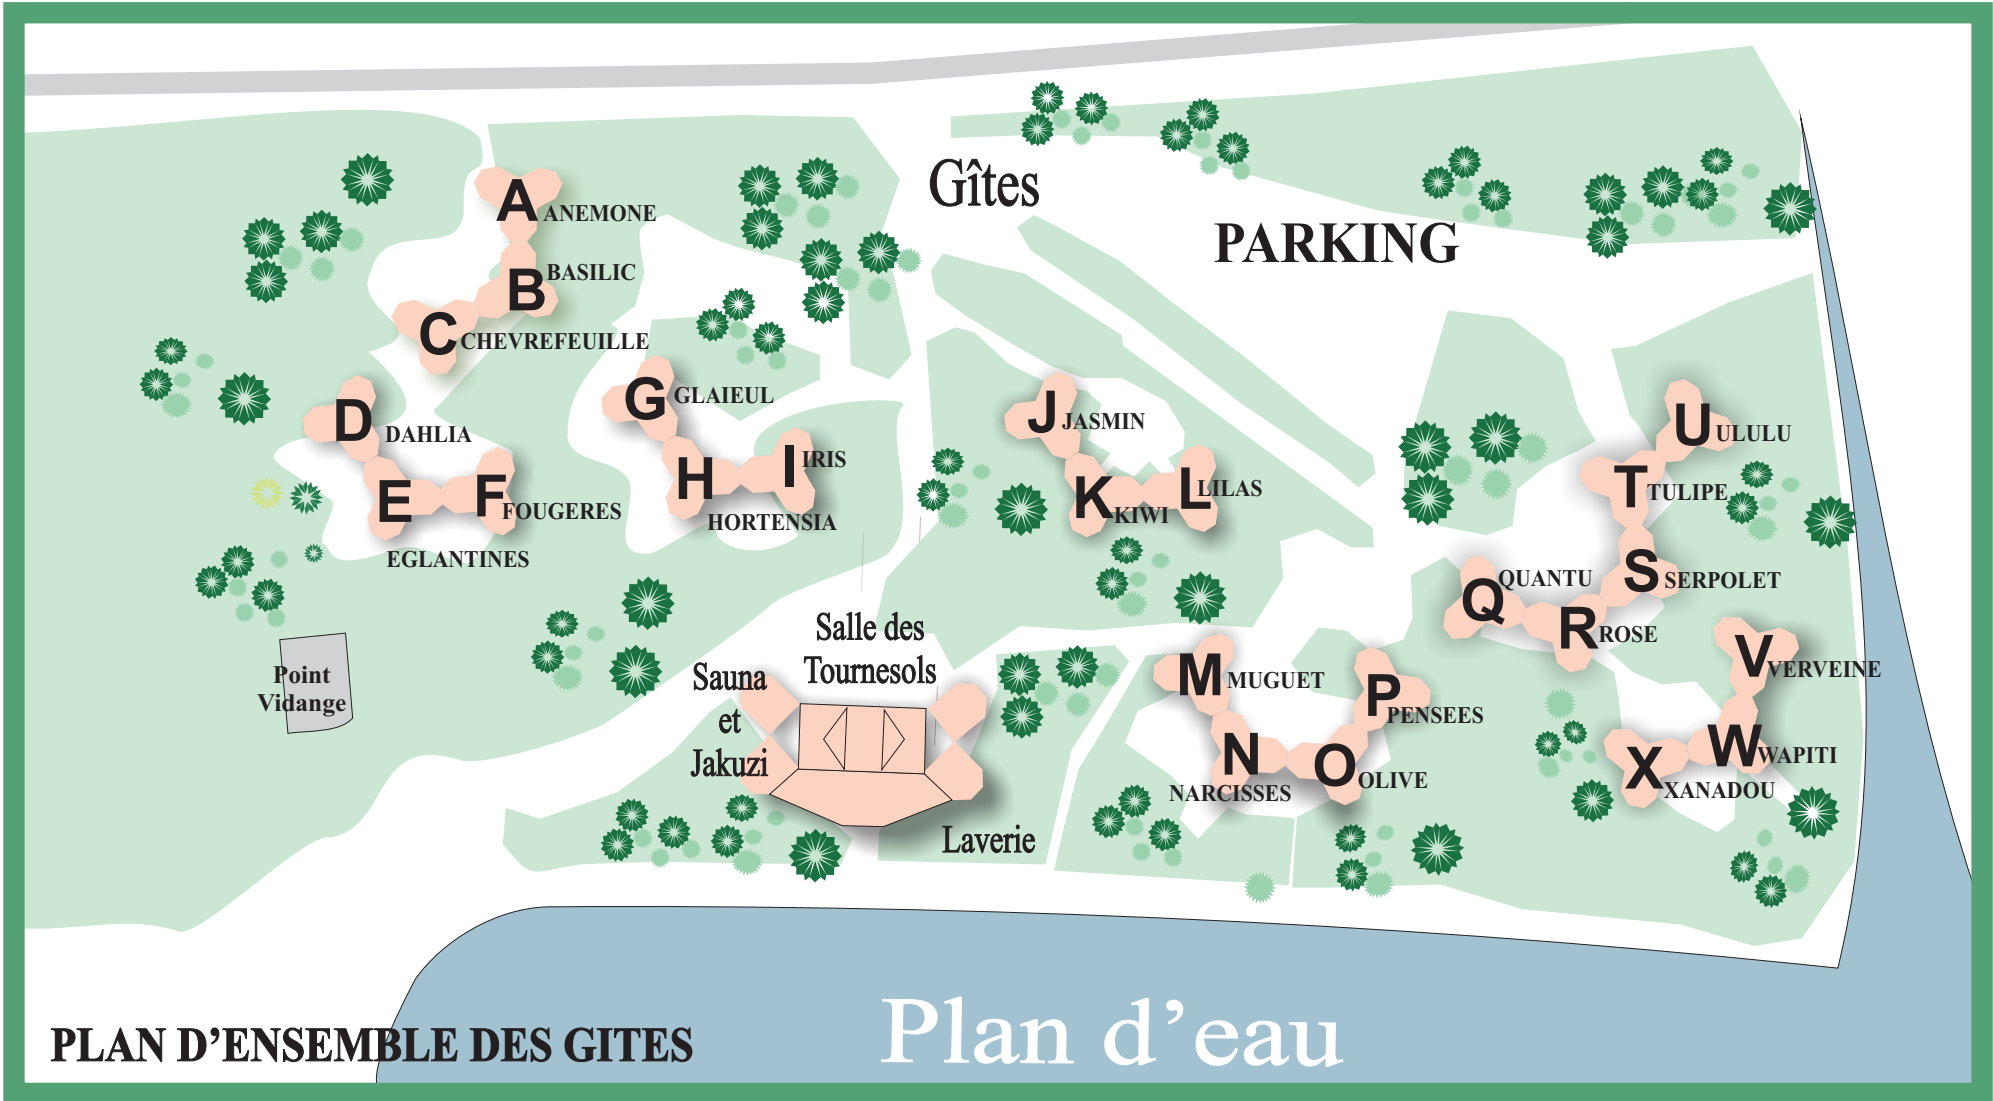 Gîtes
PARKING
A
ANEMONE
B
BASILIC
C
CHEVREFEUILLE
D
DAHLIA
E
EGLANTINES
F
FOUGERES
G
GLAIEUL
H
HORTENSIA
I
IRIS
J
JASMIN
K
KIWI
L
LILAS
U
ULULU
T
TULIPE
S
SERPOLET
Q
QUANTU
R
ROSE
V
VERVEINE
W
WAPITI
X
XANADOU
M
MUGUET
N
NARCISSES
O
OLIVE
P
PENSEES
Point
Vidange
Salle des
Tournesols
Sauna
et
Jakuzi
Laverie
PLAN D'ENSEMBLE DES GITES
Plan d'eau